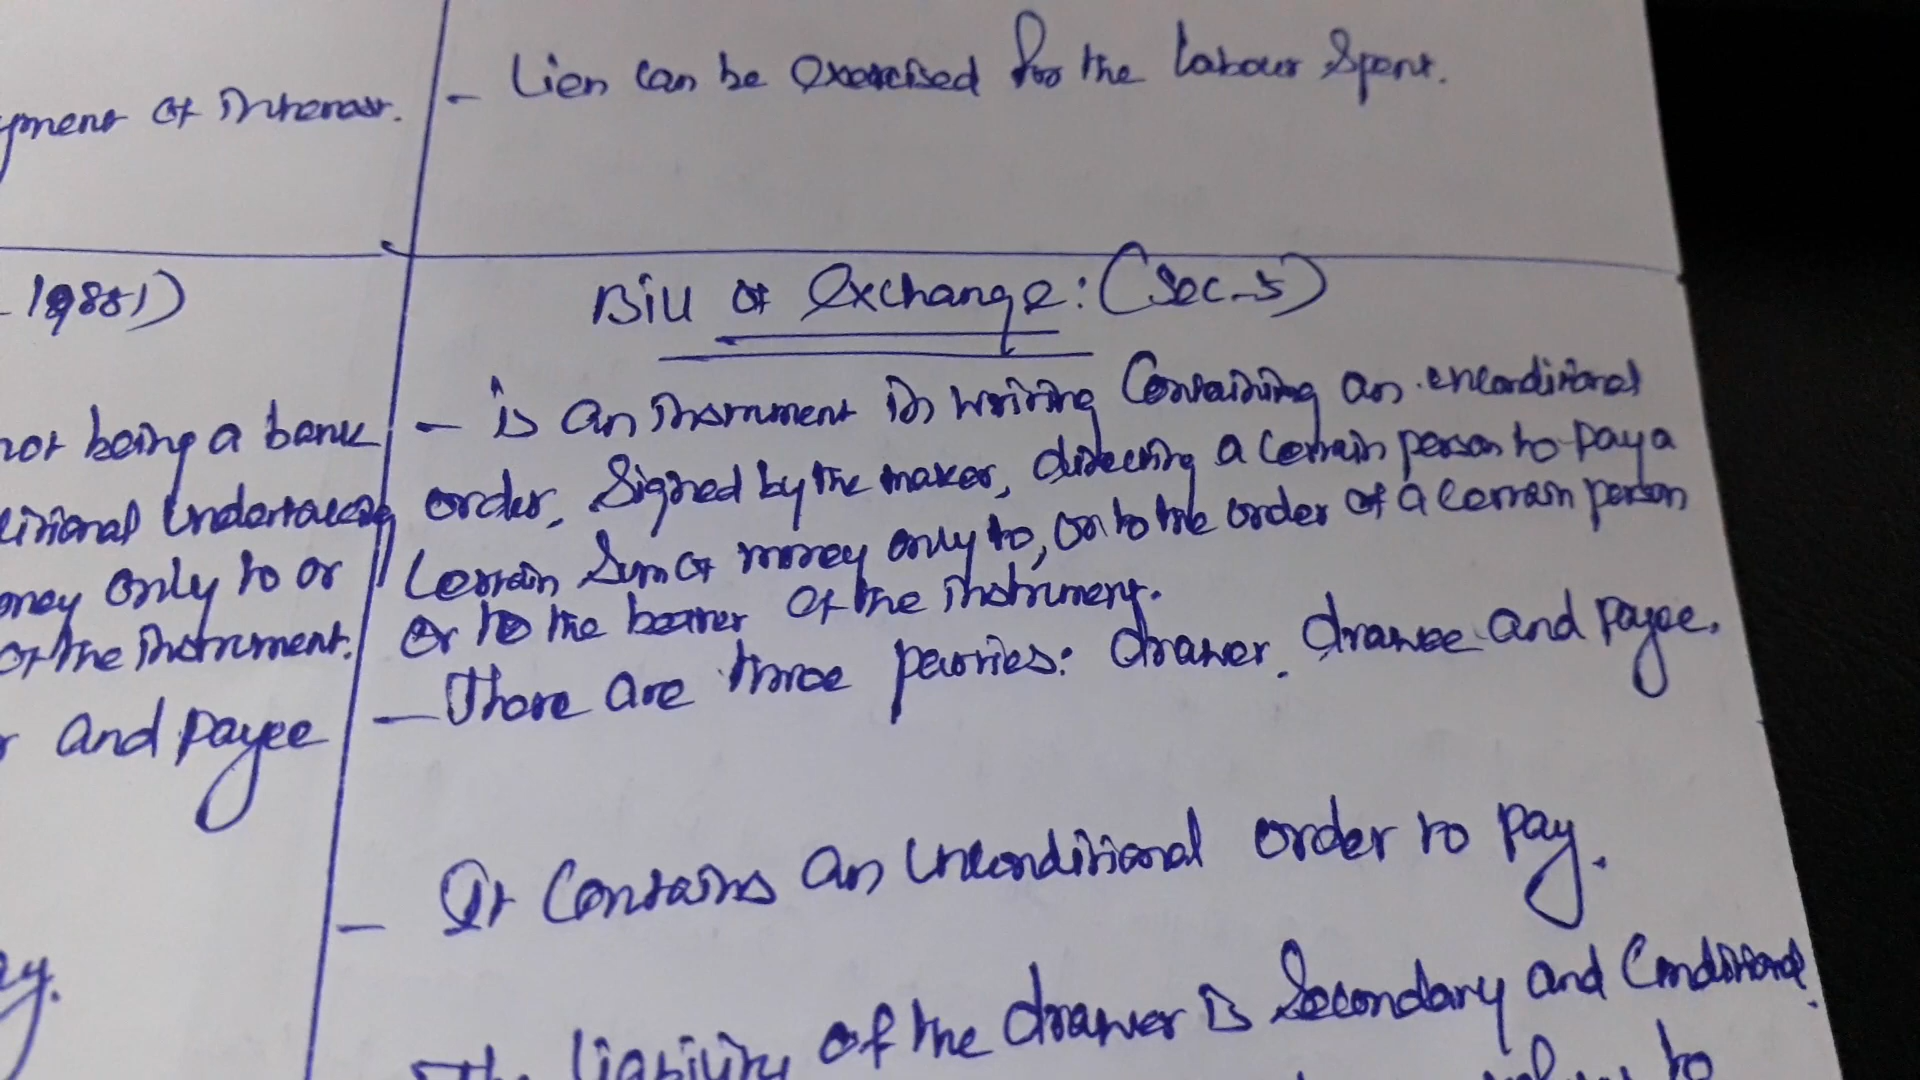 yment of interest.
- Lien can be exercised for the labour spent.
1881)
not being a bank
undertaking
only to or
of the instrument.
and payee
Bill of Exchange: (Sec-5)
- is an instrument in writing containing an unconditional
order, signed by the maker, directing a certain person to pay a
certain sum of money only to, or to the order of a certain person
or to the bearer of the instrument.
- There are three parties: drawer, drawee and payee.
- It contains an unconditional order to pay.
The liability of the drawer is secondary and conditional.
to